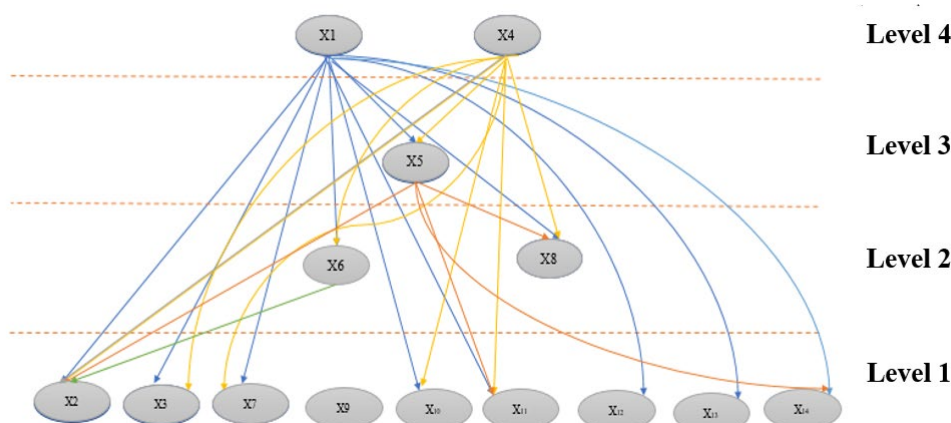 X1 X4 Level 4
X5 Level 3
X6 X8 Level 2
X2 X3 X7 X9 X10 X11 X12 X13 X14 Level 1